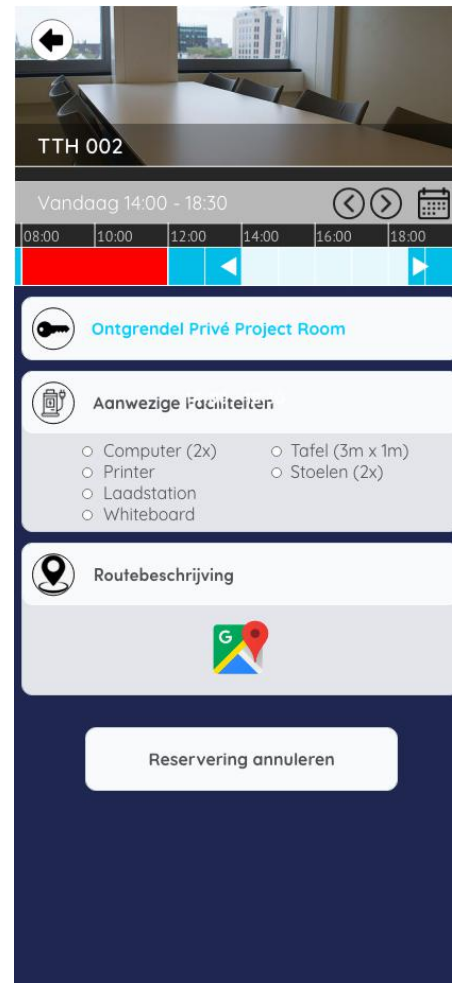 TTH 002
Vandaag 14:00 - 18:30
08:00 10:00 12:00 14:00 16:00 18:00
Ontgrendel Privé Project Room
Aanwezige Faciliteiten
Computer (2x)
Printer
Laadstation
Whiteboard
Tafel (3m x 1m)
Stoelen (2x)
Routebeschrijving
G
Reservering annuleren